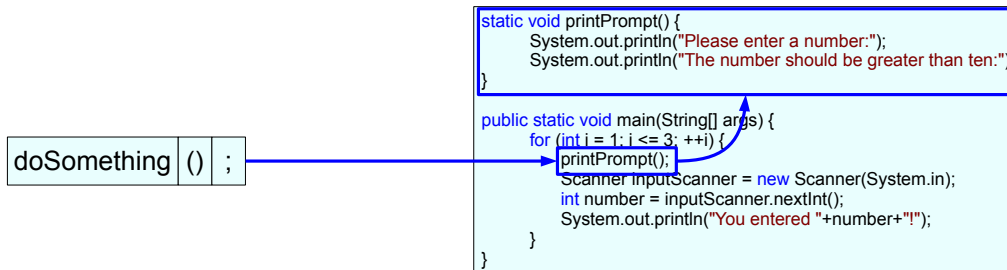 static void printPrompt() {
System.out.println("Please enter a number:");
System.out.println("The number should be greater than ten:")
}
public static void main(String[] args) {
for (int i = 1; i <= 3; ++i) {
doSomething () ;
printPrompt();
Scanner inputScanner = new Scanner(System.in);
int number = inputScanner.nextInt();
System.out.println("You entered "+number+"!");
}
}